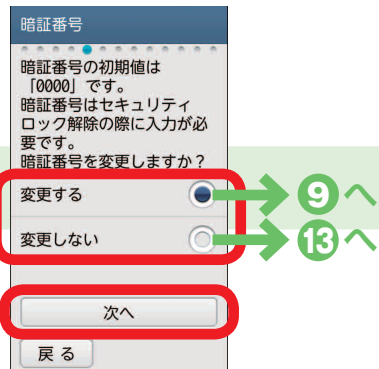 暗証番号
暗証番号の初期値は
「0000」です。
暗証番号はセキュリティ
ロック解除の際に入力が必
要です。
暗証番号を変更しますか？
変更する
⑨へ
変更しない
⑬へ
次へ
戻る